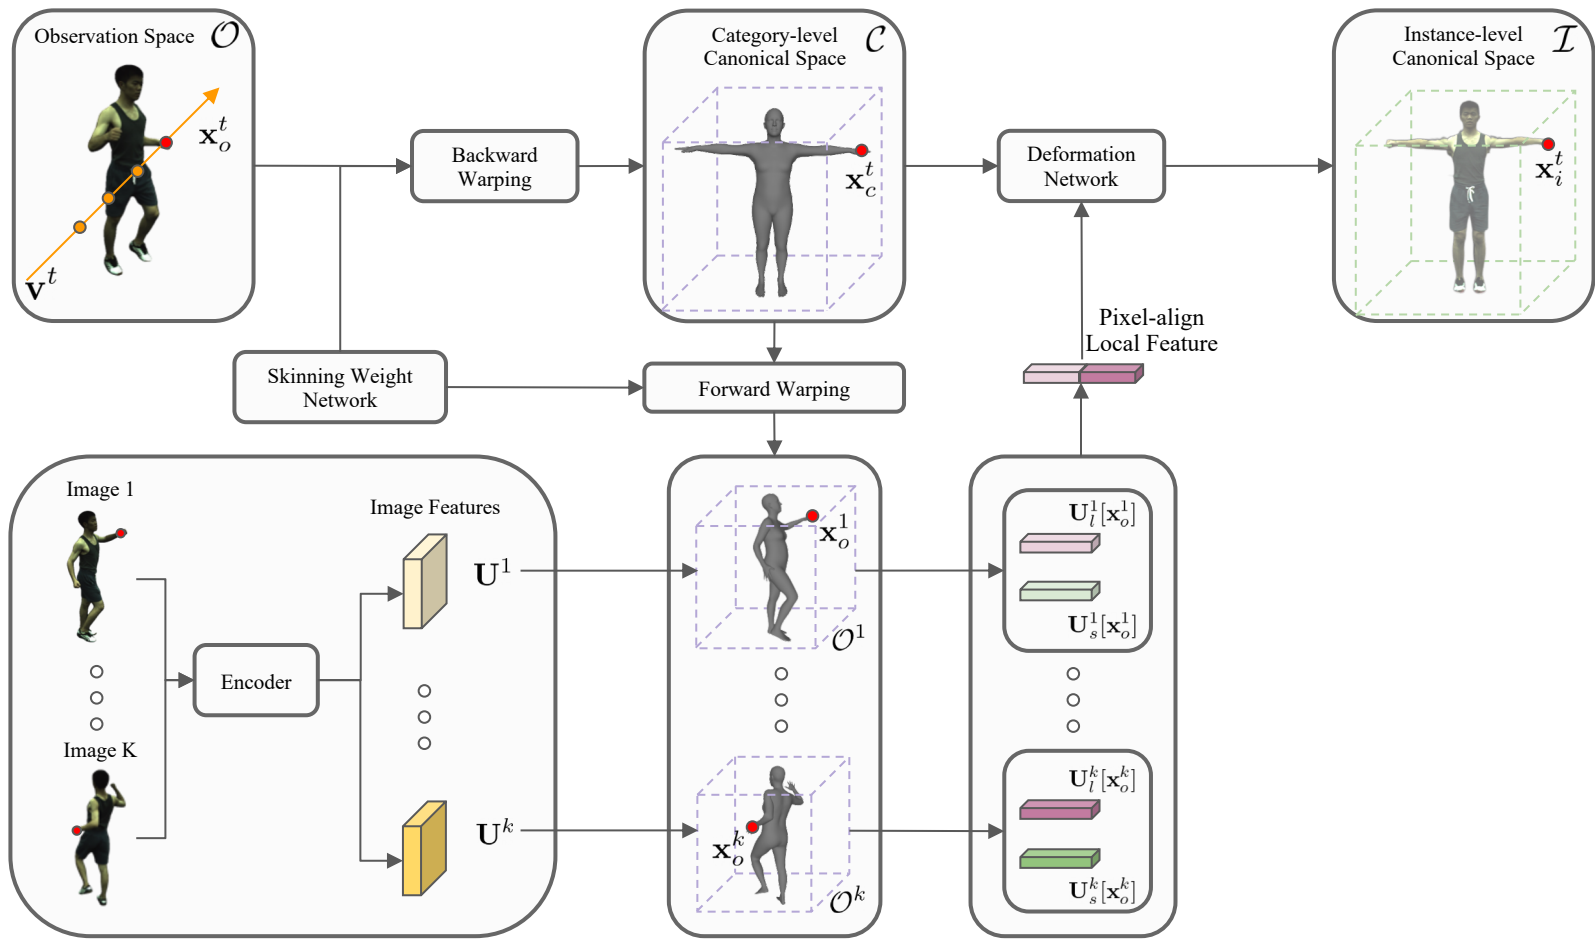 Observation Space 𝒪
x_o^t
v^t
Backward
Warping
Category-level
Canonical Space 𝒞
x_c^t
Deformation
Network
Instance-level
Canonical Space ℐ
x_i^t
Skinning Weight
Network
Forward Warping
Pixel-align
Local Feature
Image 1
Image K
Encoder
Image Features
U^1
U^k
x_o^1
𝒪^1
x_o^k
𝒪^k
U_l^1[x_o^1]
U_s^1[x_o^1]
U_l^k[x_o^k]
U_s^k[x_o^k]